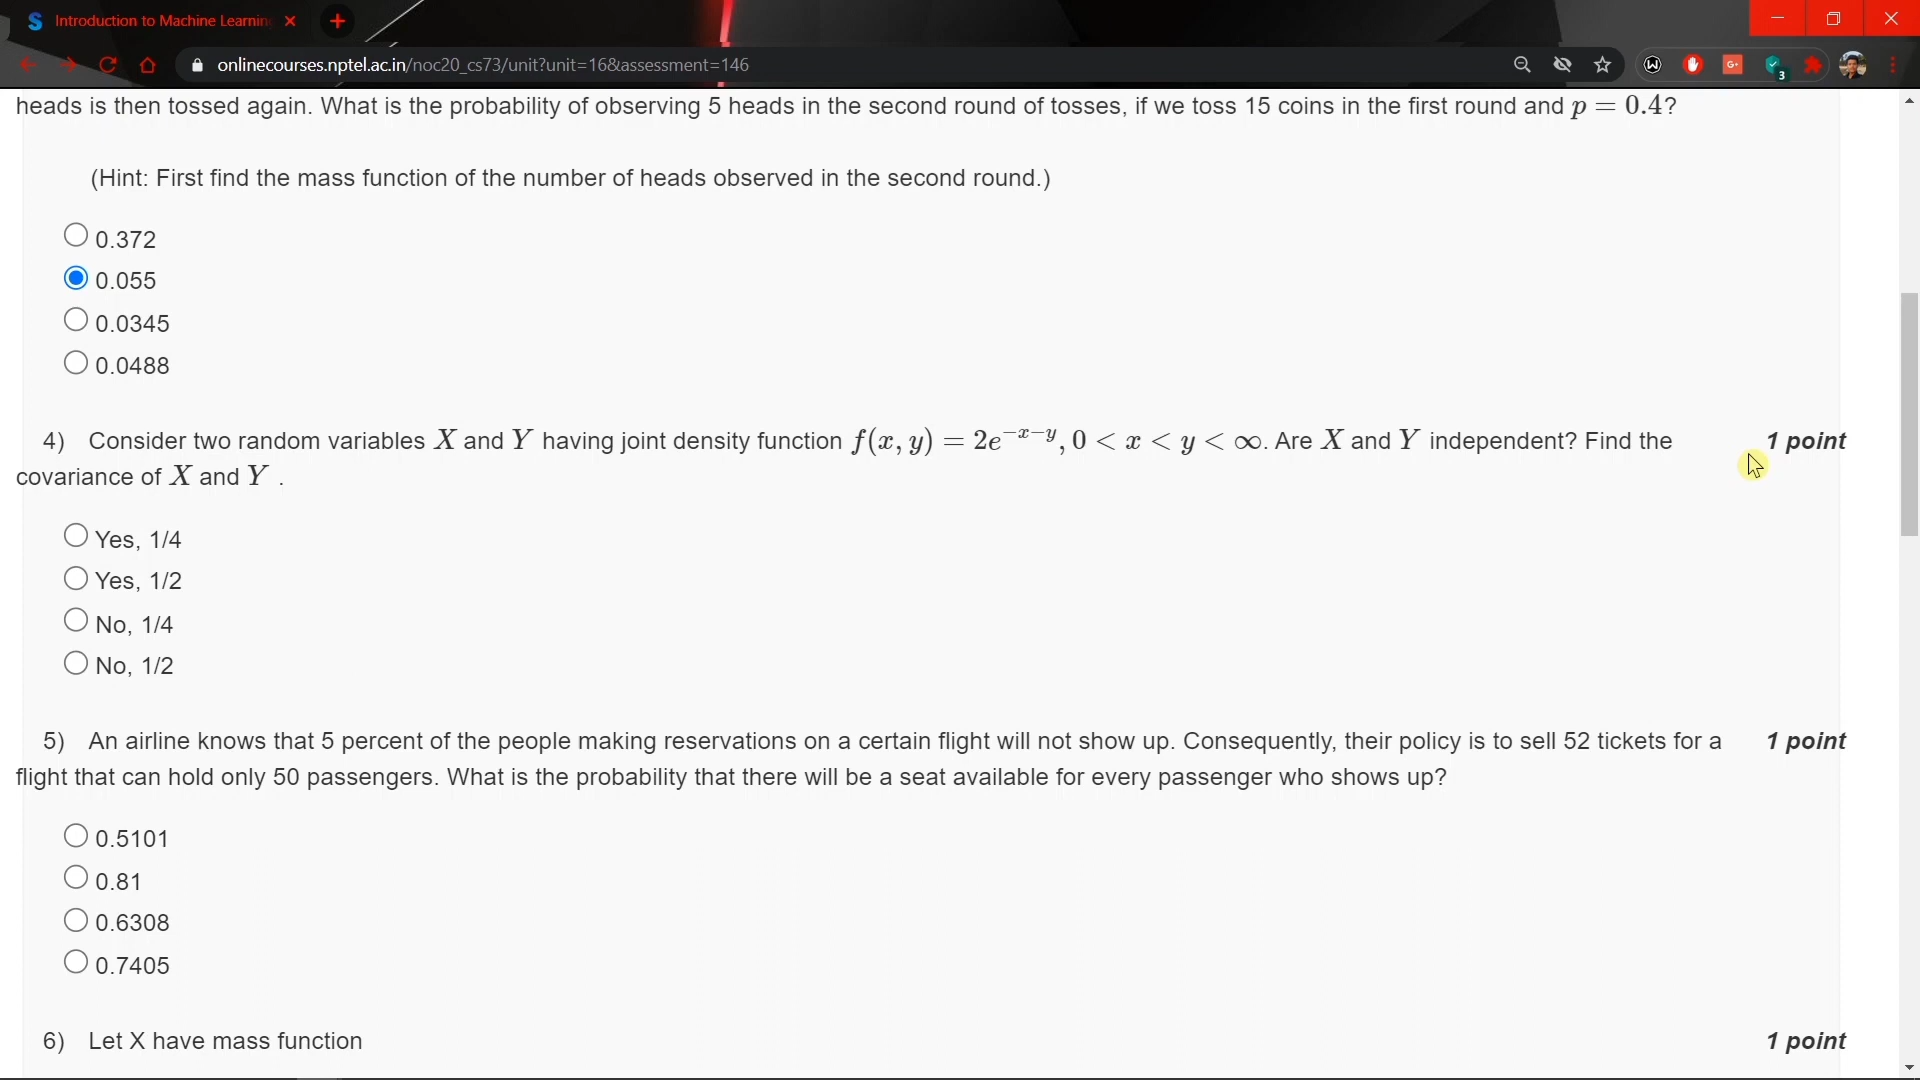 Introduction to Machine Learnin
onlinecourses.nptel.ac.in/noc20_cs73/unit?unit=16&assessment=146
G+
3
heads is then tossed again. What is the probability of observing 5 heads in the second round of tosses, if we toss 15 coins in the first round and p = 0.4?
(Hint: First find the mass function of the number of heads observed in the second round.)
0.372
0.055
0.0345
0.0488
4) Consider two random variables X and Y having joint density function f(x, y) = 2e^{−x−y}, 0 < x < y < ∞. Are X and Y independent? Find the 1 point
covariance of X and Y .
Yes, 1/4
Yes, 1/2
No, 1/4
No, 1/2
5) An airline knows that 5 percent of the people making reservations on a certain flight will not show up. Consequently, their policy is to sell 52 tickets for a 1 point
flight that can hold only 50 passengers. What is the probability that there will be a seat available for every passenger who shows up?
0.5101
0.81
0.6308
0.7405
6) Let X have mass function 1 point